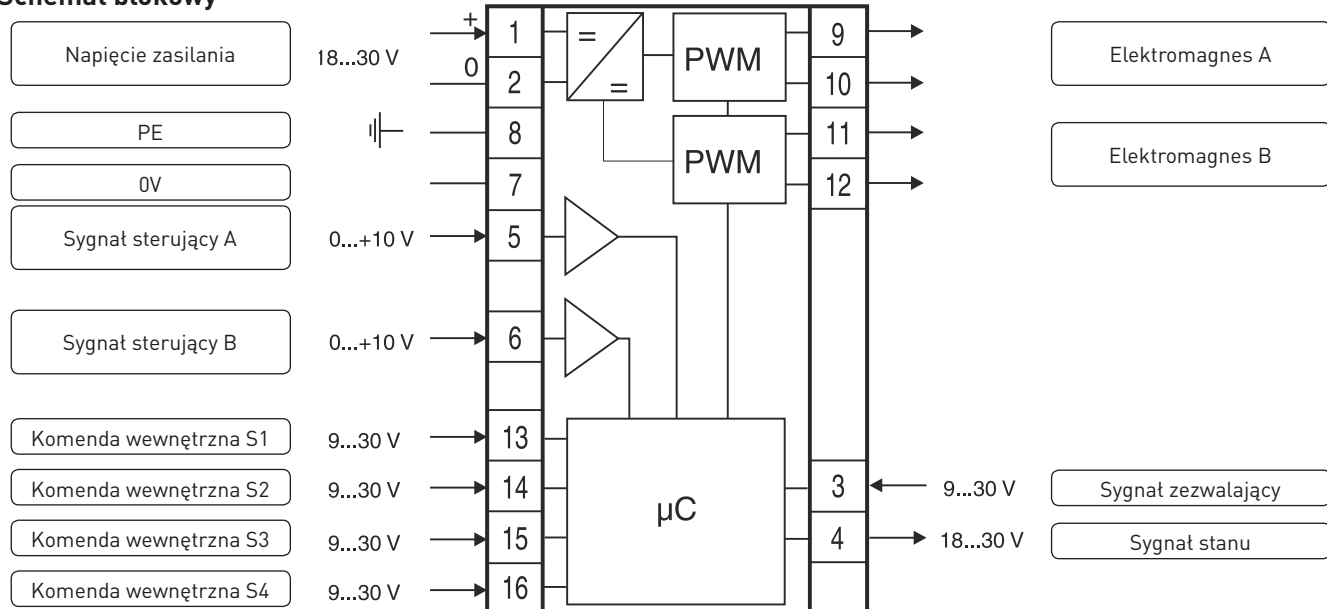 Schemat blokowy
Napięcie zasilania 18...30 V + 1 = PWM 9 Elektromagnes A
0 2 = 10
PE 8 PWM 11 Elektromagnes B
0V 7 12
Sygnał sterujący A 0...+10 V 5
Sygnał sterujący B 0...+10 V 6
Komenda wewnętrzna S1 9...30 V 13
Komenda wewnętrzna S2 9...30 V 14 µC 3 9...30 V Sygnał zezwalający
Komenda wewnętrzna S3 9...30 V 15 4 18...30 V Sygnał stanu
Komenda wewnętrzna S4 9...30 V 16